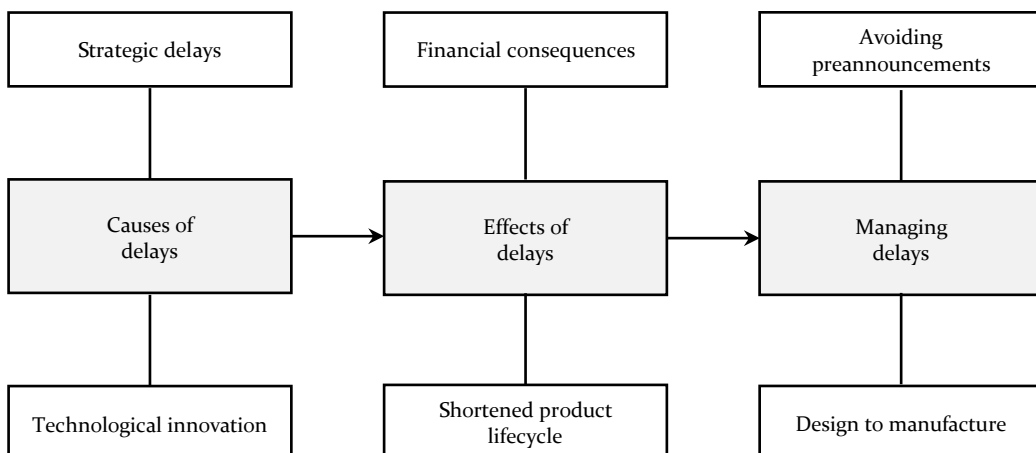 Strategic delays
Financial consequences
Avoiding
preannouncements
Causes of
delays
Effects of
delays
Managing
delays
Technological innovation
Shortened product
lifecycle
Design to manufacture